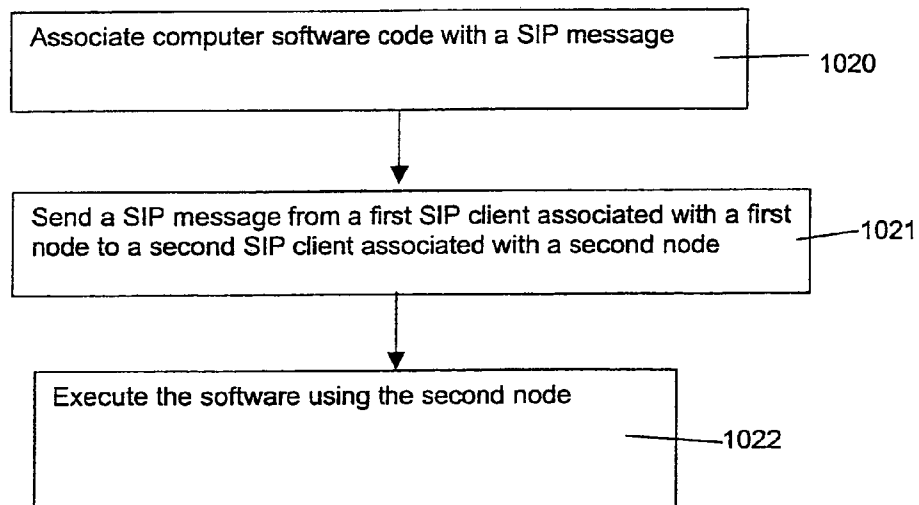 Associate computer software code with a SIP message
1020
Send a SIP message from a first SIP client associated with a first
node to a second SIP client associated with a second node
1021
Execute the software using the second node
1022